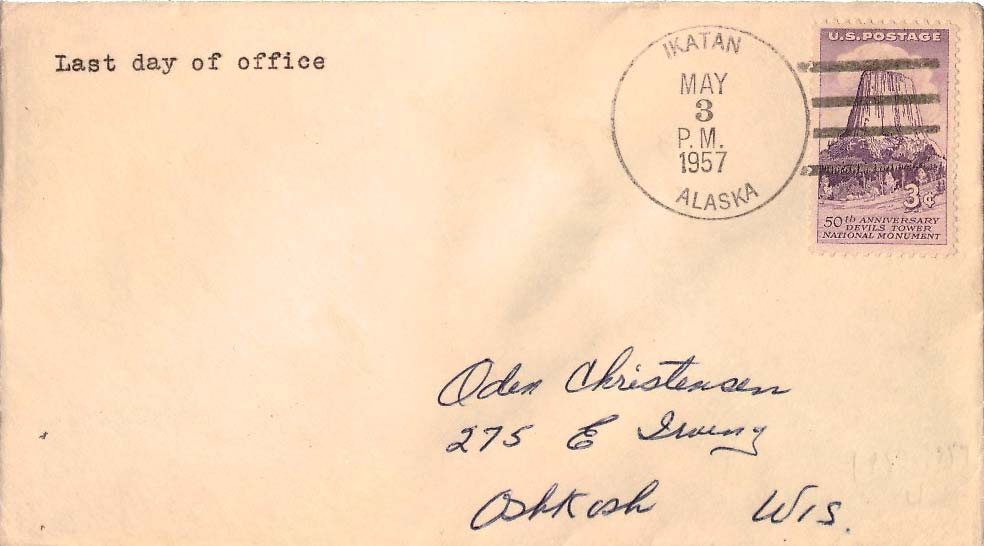 Last day of office
IKATAN
MAY
3
P.M.
1957
ALASKA
U.S. POSTAGE
3¢
50th ANNIVERSARY
DEVILS TOWER
NATIONAL MONUMENT
Oden Christensen
275 E Irving
Oshkosh Wis.